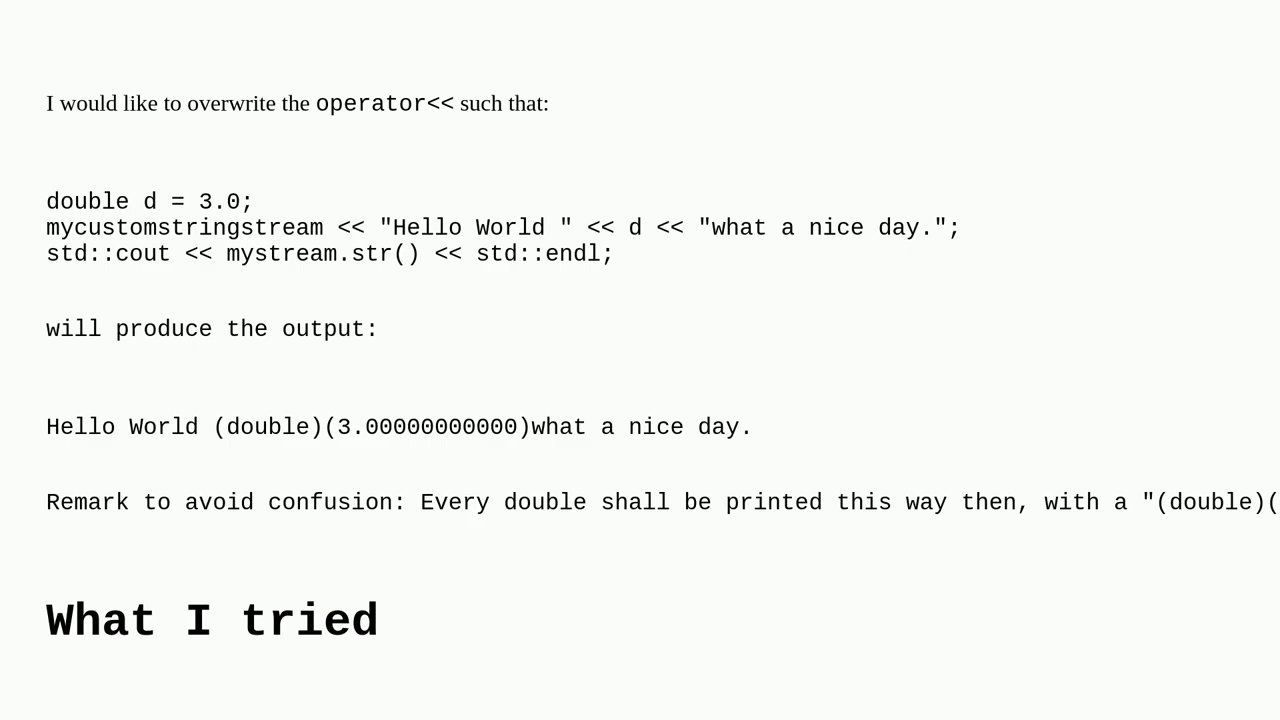 I would like to overwrite the operator<< such that:
double d = 3.0;
mycustomstringstream << "Hello World " << d << "what a nice day.";
std::cout << mystream.str() << std::endl;
will produce the output:
Hello World (double)(3.00000000000)what a nice day.
Remark to avoid confusion: Every double shall be printed this way then, with a "(double)(
What I tried